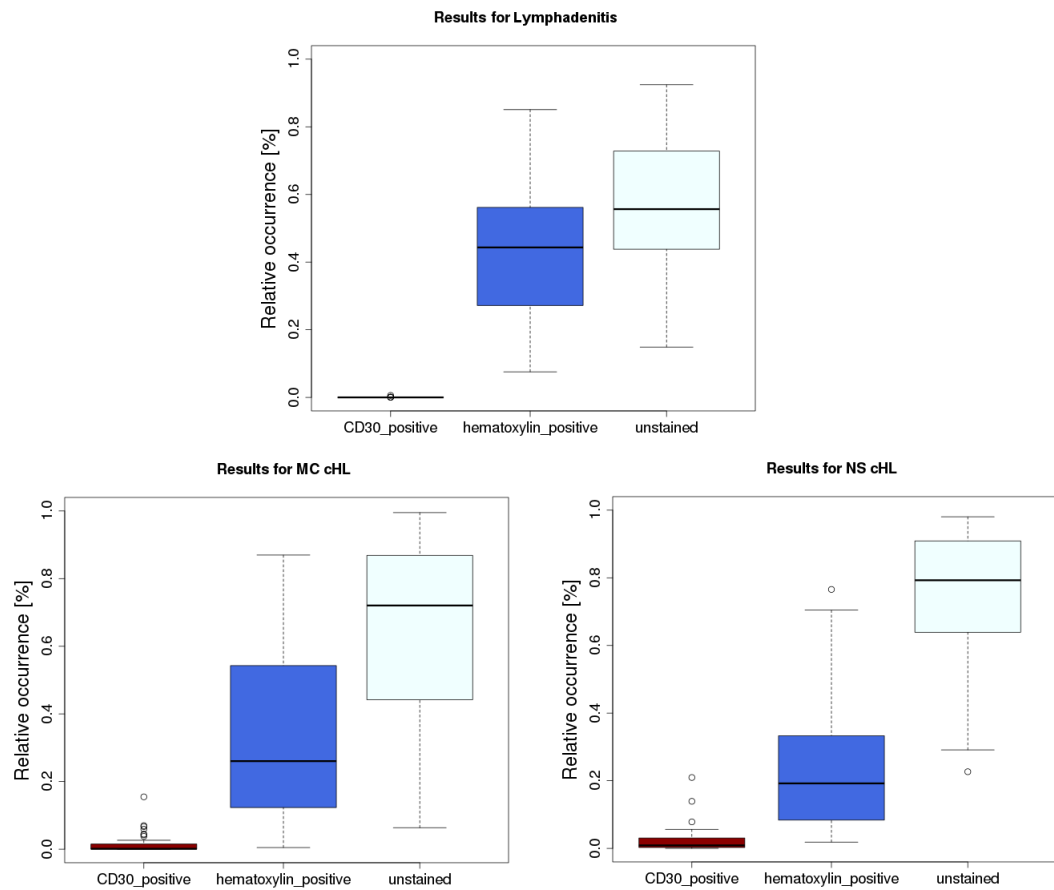 Results for Lymphadenitis
Relative occurrence [%]
1.0
0.8
0.6
0.4
0.2
0.0
CD30_positive hematoxylin_positive unstained
Results for MC cHL
Relative occurrence [%]
1.0
0.8
0.6
0.4
0.2
0.0
CD30_positive hematoxylin_positive unstained
Results for NS cHL
Relative occurrence [%]
1.0
0.8
0.6
0.4
0.2
0.0
CD30_positive hematoxylin_positive unstained